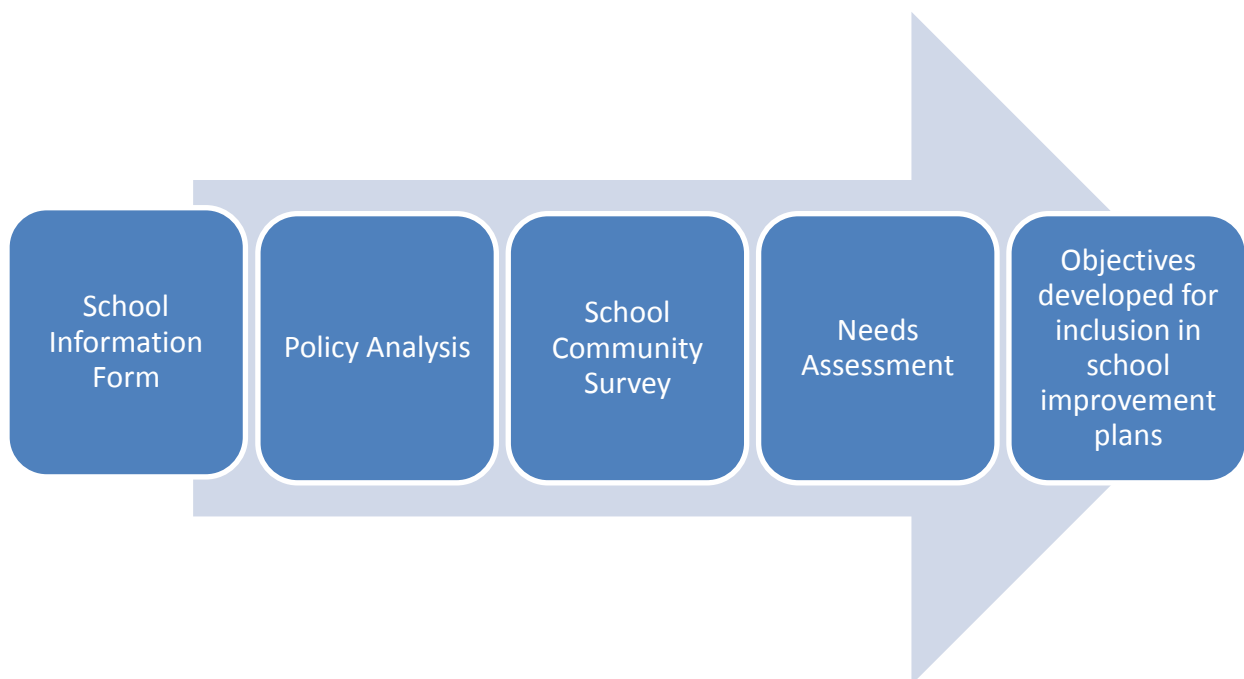 School
Information
Form
Policy Analysis
School
Community
Survey
Needs
Assessment
Objectives
developed for
inclusion in
school
improvement
plans